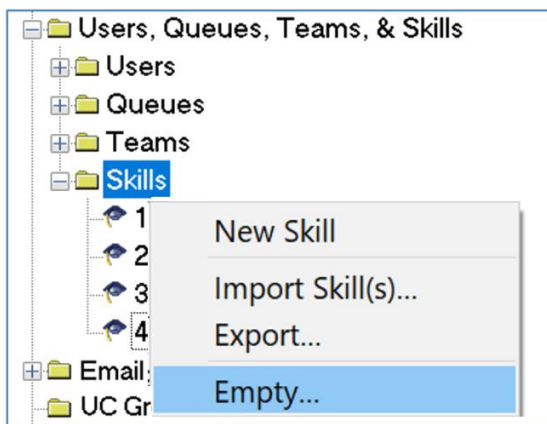 Users, Queues, Teams, & Skills
Users
Queues
Teams
Skills
1
2
3
4
New Skill
Import Skill(s)...
Export...
Empty...
Email;
UC Gr